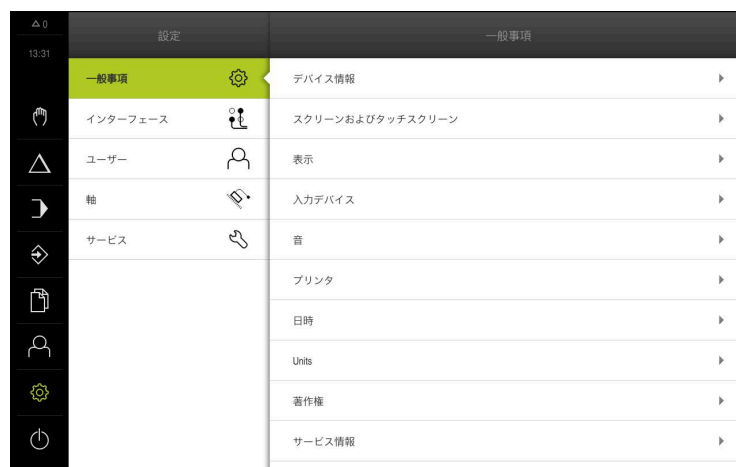 0
13:31
設定
一般事項
一般事項
インターフェース
ユーザー
軸
サービス
デバイス情報
スクリーンおよびタッチスクリーン
表示
入力デバイス
音
プリンタ
日時
Units
著作権
サービス情報